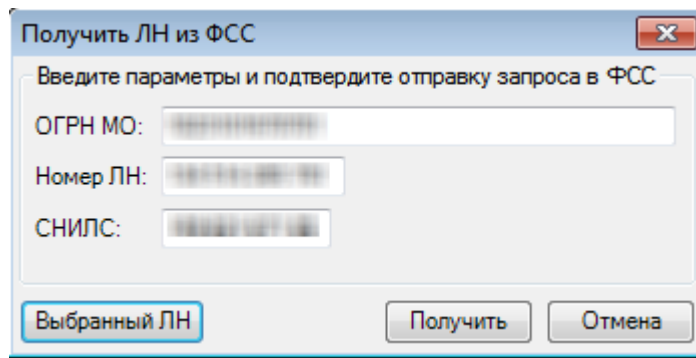 Получить ЛН из ФСС
Введите параметры и подтвердите отправку запроса в ФСС
ОГРН МО:
Номер ЛН:
СНИЛС:
Выбранный ЛН Получить Отмена